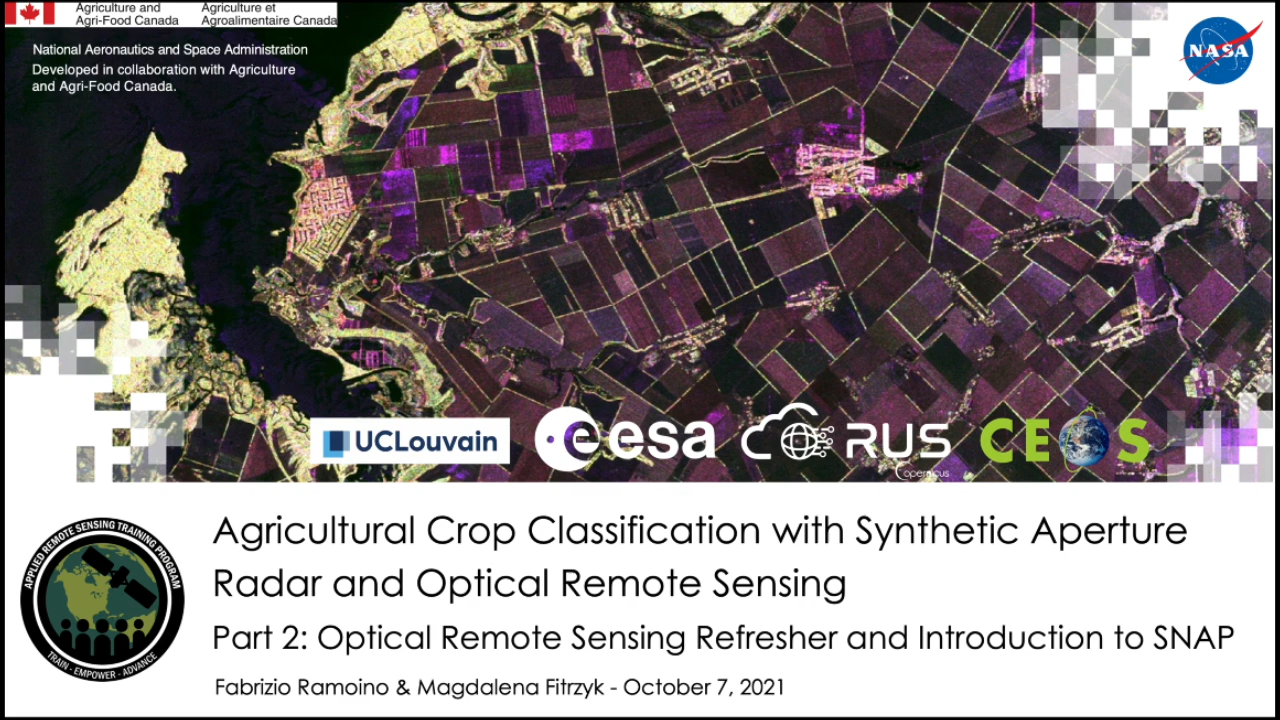 Agriculture and
Agri-Food Canada
Agriculture et
Agroalimentaire Canada
National Aeronautics and Space Administration
Developed in collaboration with Agriculture
and Agri-Food Canada.
NASA
UCLouvain
esa
RUS
Copernicus
CEOS
APPLIED REMOTE SENSING TRAINING PROGRAM
TRAIN - EMPOWER - ADVANCE
Agricultural Crop Classification with Synthetic Aperture
Radar and Optical Remote Sensing
Part 2: Optical Remote Sensing Refresher and Introduction to SNAP
Fabrizio Ramoino & Magdalena Fitrzyk - October 7, 2021